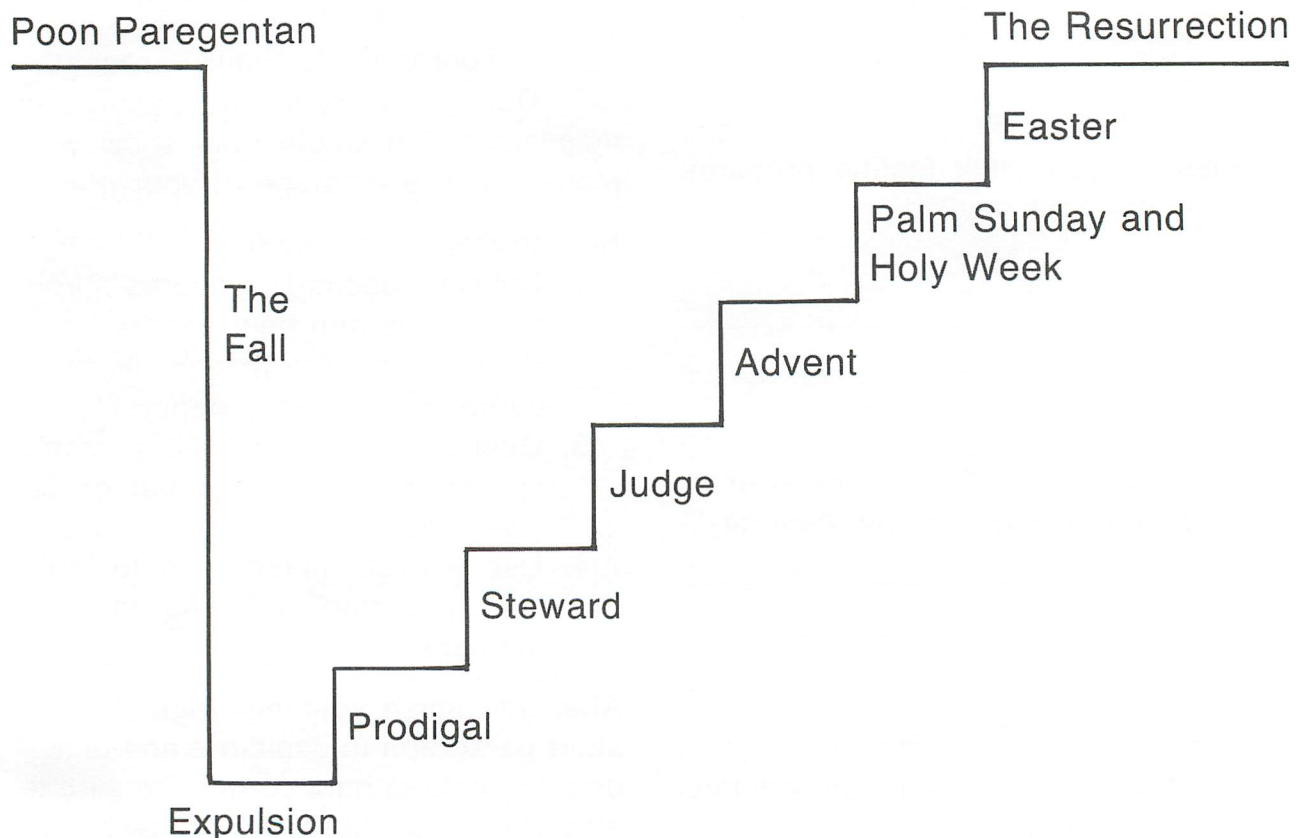 Poon Paregentan
The Resurrection
Easter
Palm Sunday and
Holy Week
The
Fall
Advent
Judge
Steward
Prodigal
Expulsion